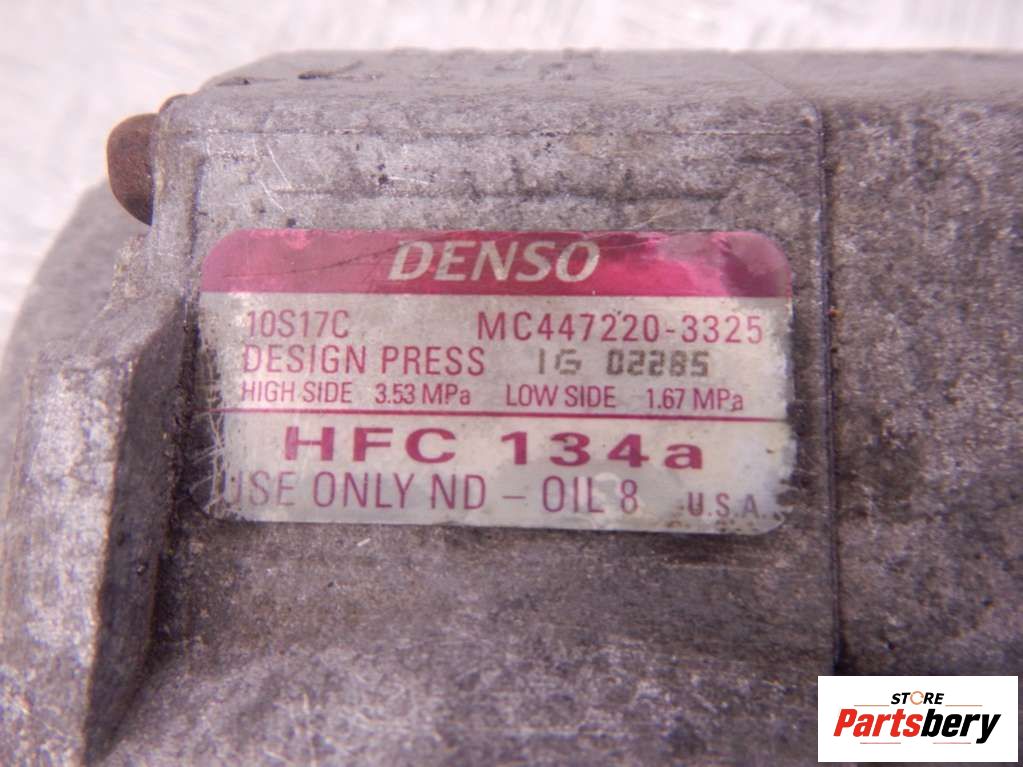 DENSO
10S17C MC447220-3325
DESIGN PRESS IG 02285
HIGH SIDE 3.53 MPa LOW SIDE 1.67 MPa
HFC 134a
USE ONLY ND - OIL 8 U.S.A
STORE
Partsbery